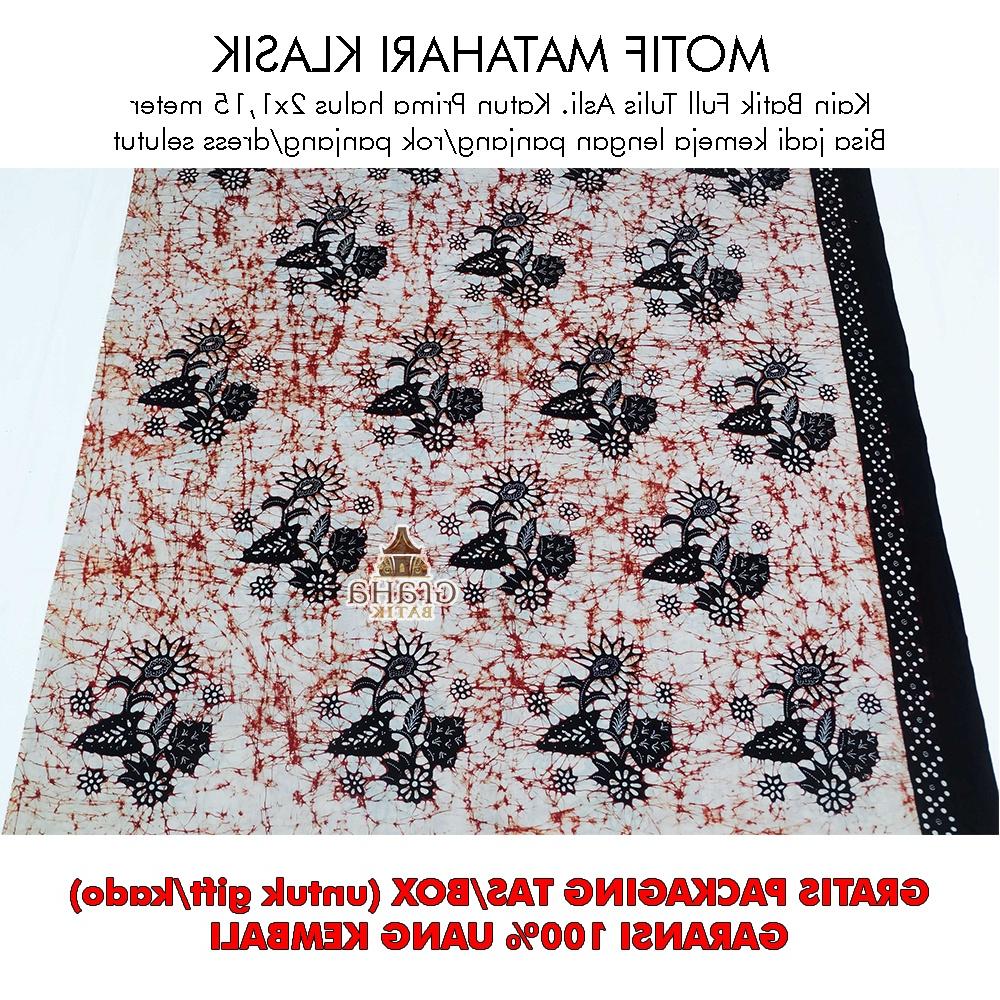 MOTIF MATAHARI KLASIK
Kain Batik Full Tulis Asli. Katun Prima halus 2x1,15 meter
Bisa jadi kemeja lengan panjang/rok panjang/dress selutut
GraHa
BATIK
GRATIS PACKAGING TAS/BOX (untuk gift/kado)
GARANSI 100% UANG KEMBALI